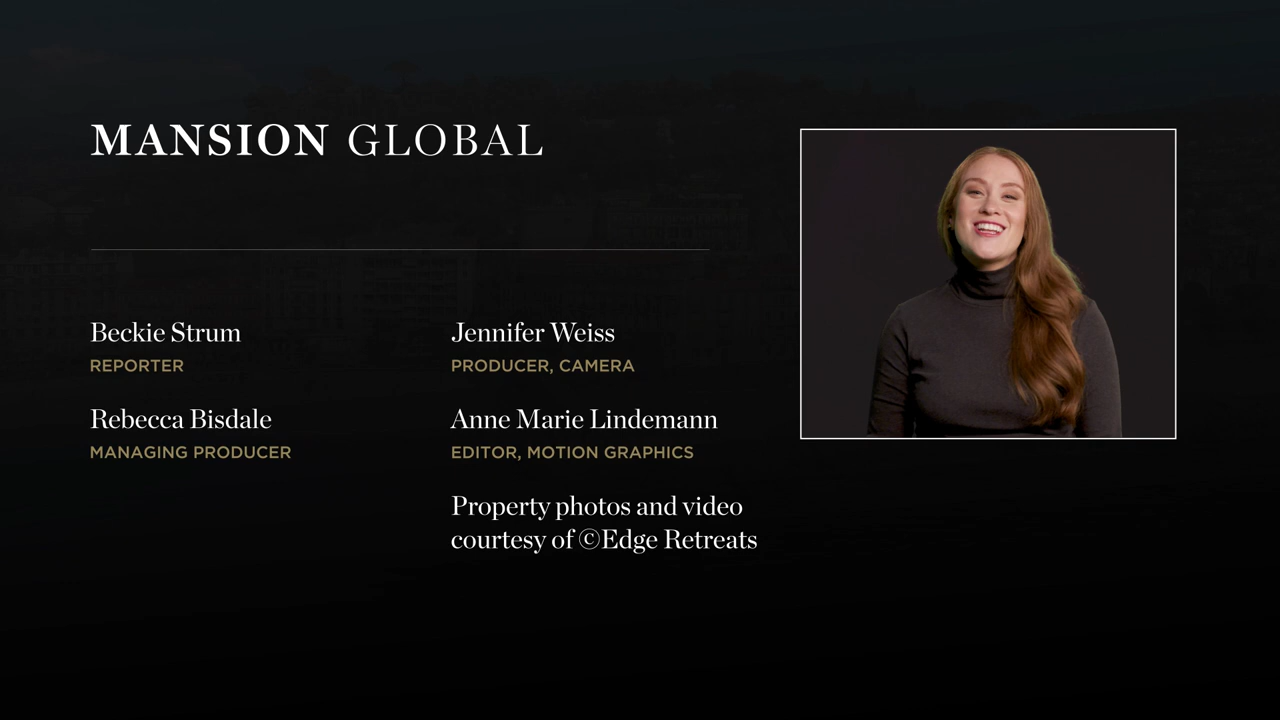 MANSION GLOBAL
Beckie Strum
REPORTER
Rebecca Bisdale
MANAGING PRODUCER
Jennifer Weiss
PRODUCER, CAMERA
Anne Marie Lindemann
EDITOR, MOTION GRAPHICS
Property photos and video
courtesy of ©Edge Retreats